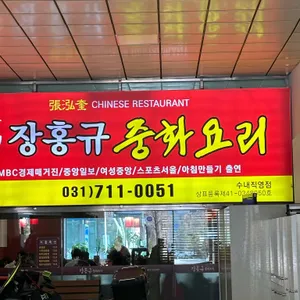 張泓奎 CHINESE RESTAURANT
장홍규 중화요리
MBC경제매거진/중앙일보/여성중앙/스포츠서울/아침만들기 출연
031)711-0051
수내직영점